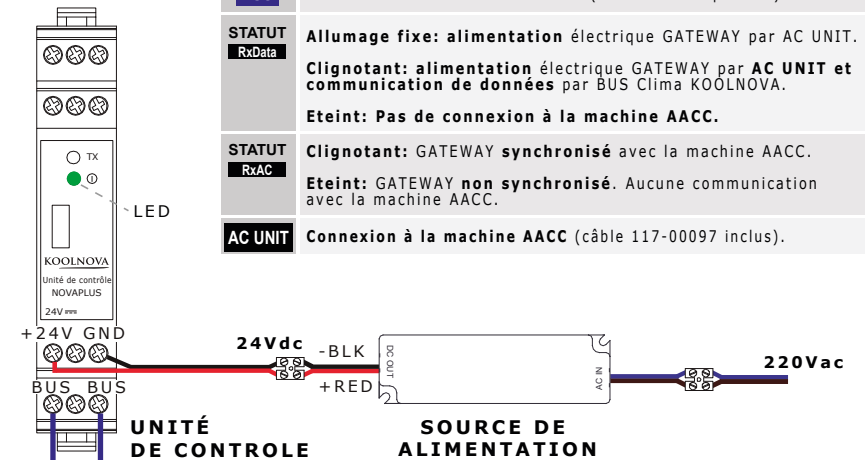 STATUT
RxData
Allumage fixe: alimentation électrique GATEWAY par AC UNIT.
Clignotant: alimentation électrique GATEWAY par AC UNIT et
communication de données par BUS Clima KOOLNOVA.
Eteint: Pas de connexion à la machine AACC.
STATUT
RxAC
Clignotant: GATEWAY synchronisé avec la machine AACC.
Eteint: GATEWAY non synchronisé. Aucune communication
avec la machine AACC.
AC UNIT
Connexion à la machine AACC (câble 117-00097 inclus).
TX
LED
KOOLNOVA
Unité de contrôle
NOVAPLUS
24V
+24V GND
BUS BUS
24Vdc
-BLK
+RED
DC OUT
AC IN
220Vac
UNITÉ
DE CONTROLE
SOURCE DE
ALIMENTATION